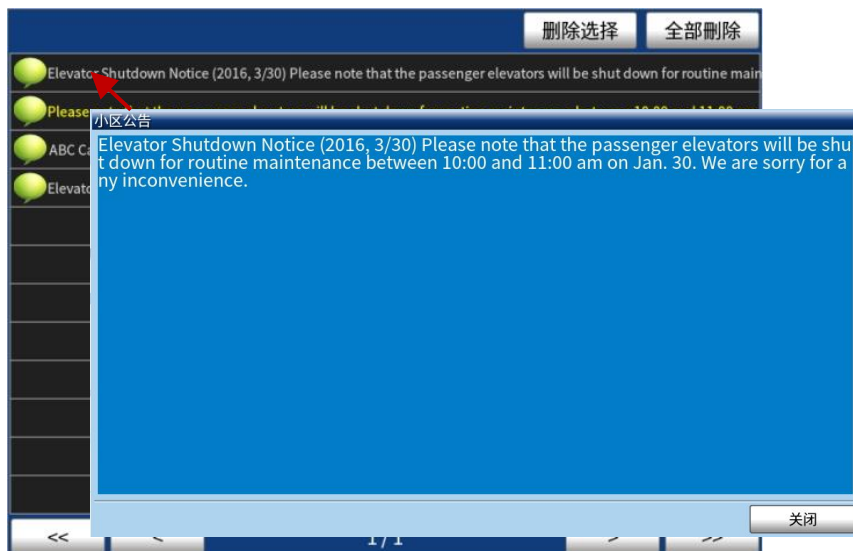 删除选择 全部刪除
Elevator Shutdown Notice (2016, 3/30) Please note that the passenger elevators will be shut down for routine main
Please
小区公告
Elevator Shutdown Notice (2016, 3/30) Please note that the passenger elevators will be shu
t down for routine maintenance between 10:00 and 11:00 am on Jan. 30. We are sorry for a
ny inconvenience.
ABC Ca
Elevato
关闭
<< < 1/1 > >>